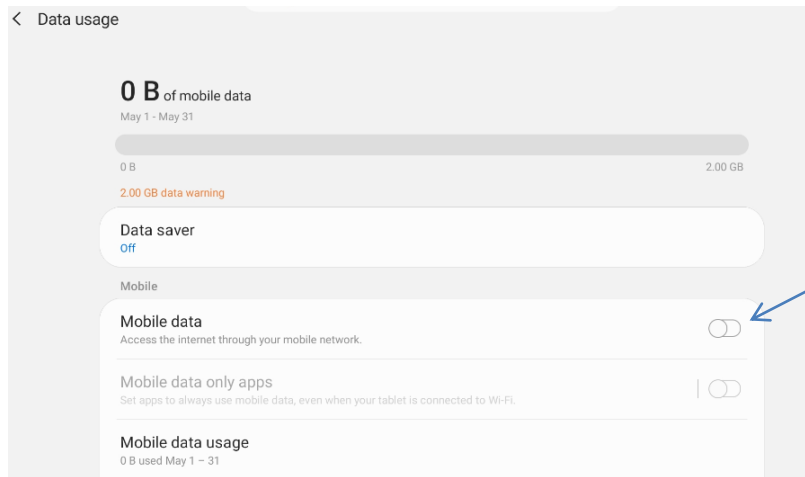 Data usage
0 B of mobile data
May 1 - May 31
0 B 2.00 GB
2.00 GB data warning
Data saver
Off
Mobile
Mobile data
Access the internet through your mobile network.
Mobile data only apps
Set apps to always use mobile data, even when your tablet is connected to Wi-Fi.
Mobile data usage
0 B used May 1 – 31